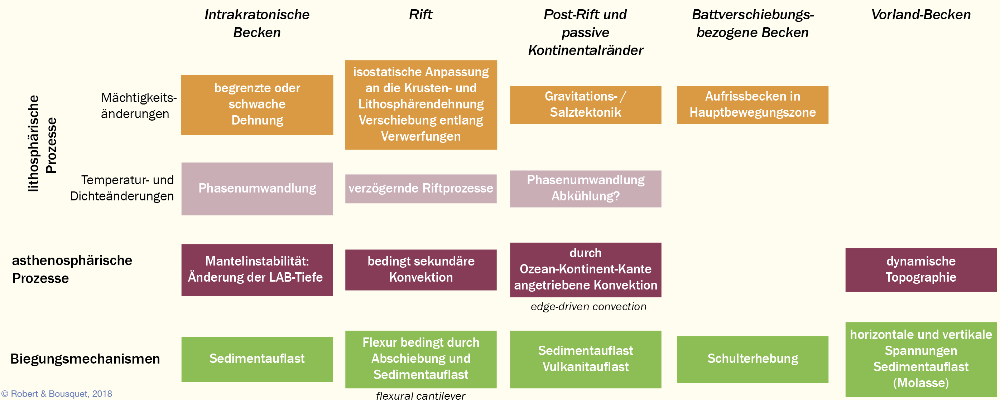 Intrakratonische
Becken
Rift
Post-Rift und
passive
Kontinentalränder
Battverschiebungs-
bezogene Becken
Vorland-Becken
lithosphärische
Prozesse
Mächtigkeits-
änderungen
begrenzte oder
schwache
Dehnung
isostatische Anpassung
an die Krusten- und
Lithosphärendehnung
Verschiebung entlang
Verwerfungen
Gravitations- /
Salztektonik
Aufrissbecken in
Hauptbewegungszone
Temperatur- und
Dichteänderungen
Phasenumwandlung
verzögernde Riftprozesse
Phasenumwandlung
Abkühlung?
asthenosphärische
Prozesse
Mantelinstabilität:
Änderung der LAB-Tiefe
bedingt sekundäre
Konvektion
durch
Ozean-Kontinent-Kante
angetriebene Konvektion
edge-driven convection
dynamische
Topographie
Biegungsmechanismen
Sedimentauflast
Flexur bedingt durch
Abschiebung und
Sedimentauflast
flexural cantilever
Sedimentauflast
Vulkanitauflast
Schulterhebung
horizontale und vertikale
Spannungen
Sedimentauflast
(Molasse)
© Robert & Bousquet, 2018